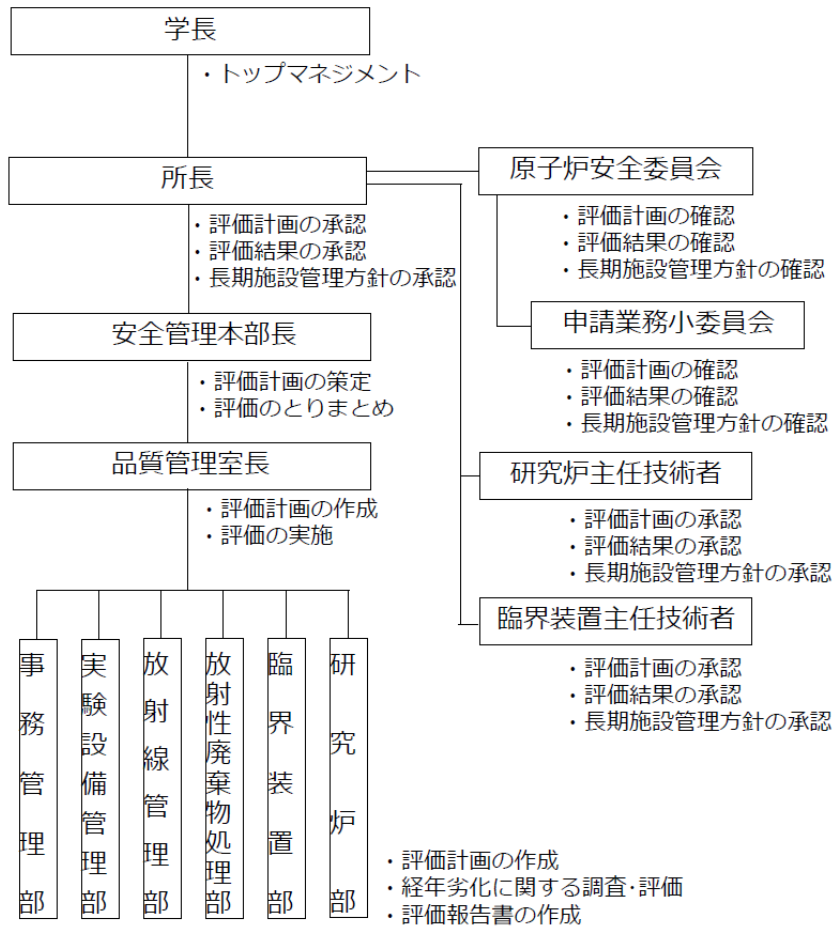 学長
・トップマネジメント
所長
・評価計画の承認
・評価結果の承認
・長期施設管理方針の承認
原子炉安全委員会
・評価計画の確認
・評価結果の確認
・長期施設管理方針の確認
申請業務小委員会
・評価計画の確認
・評価結果の確認
・長期施設管理方針の確認
安全管理本部長
・評価計画の策定
・評価のとりまとめ
品質管理室長
・評価計画の作成
・評価の実施
研究炉主任技術者
・評価計画の承認
・評価結果の承認
・長期施設管理方針の承認
臨界装置主任技術者
・評価計画の承認
・評価結果の承認
・長期施設管理方針の承認
事務管理部
実験設備管理部
放射線管理部
放射性廃棄物処理部
臨界装置部
研究炉部
・評価計画の作成
・経年劣化に関する調査･評価
・評価報告書の作成